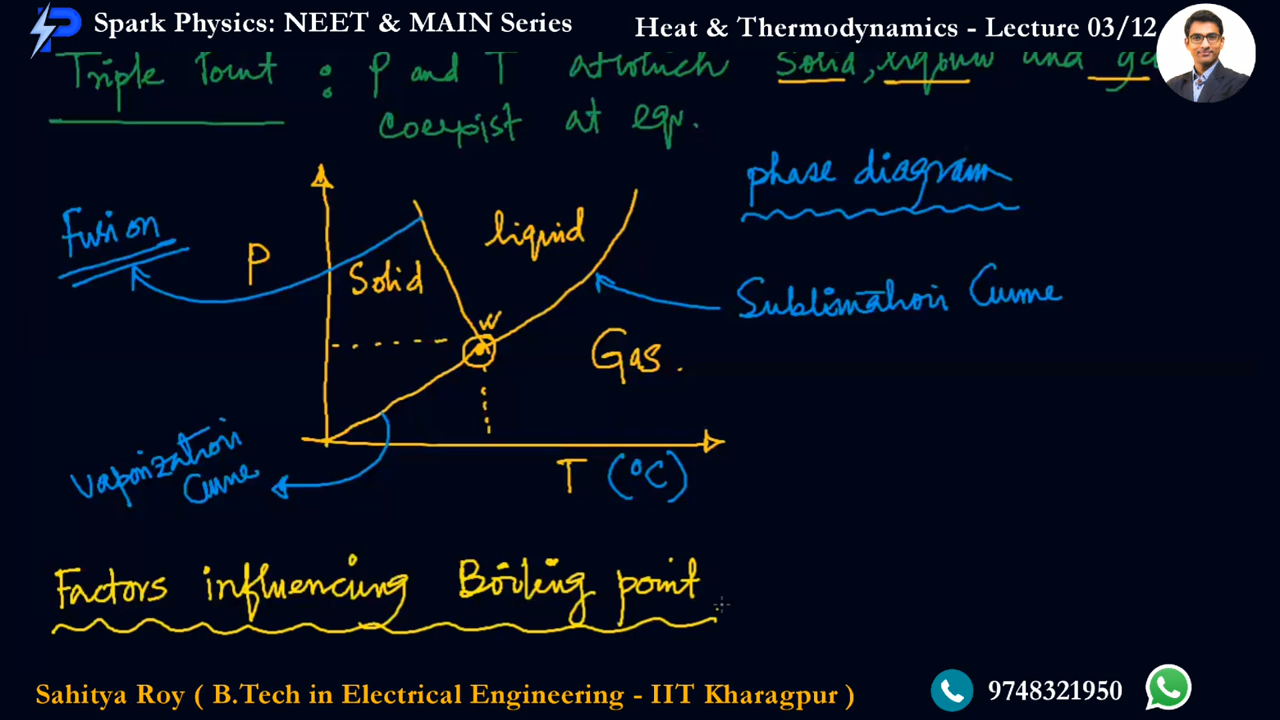 Spark Physics: NEET & MAIN Series
Heat & Thermodynamics - Lecture 03/12
Triple Point : P and T at which Solid, liquid and
coexist at eqr.
phase diagram
Fusion
P
Solid
liquid
W
Sublimation Curve
Gas.
Vaporization
Curve
T (°C)
Factors influencing Boiling point
Sahitya Roy ( B.Tech in Electrical Engineering - IIT Kharagpur )
9748321950